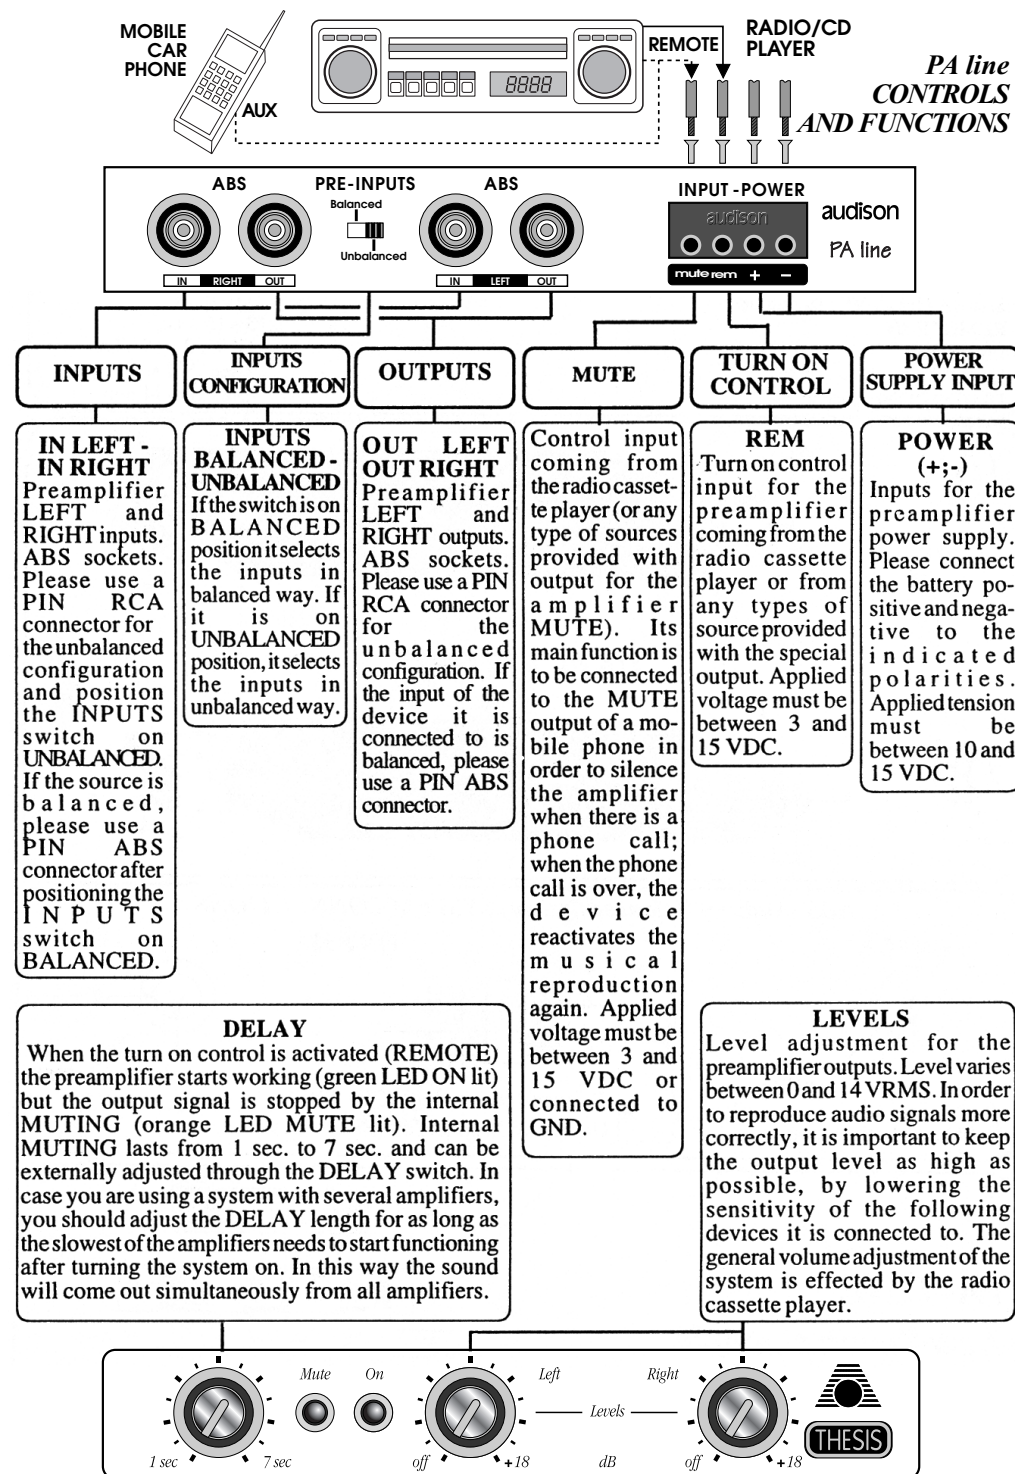 MOBILE
CAR
PHONE
AUX
8888
REMOTE
RADIO/CD
PLAYER
PA line
CONTROLS
AND FUNCTIONS
ABS
PRE-INPUTS
ABS
Balanced
Unbalanced
IN RIGHT OUT
IN LEFT OUT
INPUT - POWER
audison
mute rem + −
audison
PA line
INPUTS
INPUTS
CONFIGURATION
OUTPUTS
MUTE
TURN ON
CONTROL
POWER
SUPPLY INPUT
IN LEFT -
IN RIGHT
Preamplifier
LEFT and
RIGHT inputs.
ABS sockets.
Please use a
PIN RCA
connector for
the unbalanced
configuration
and position
the INPUTS
switch on
UNBALANCED.
If the source is
balanced,
please use a
PIN ABS
connector after
positioning the
INPUTS
switch on
BALANCED.
INPUTS
BALANCED -
UNBALANCED
If the switch is on
BALANCED
position it selects
the inputs in
balanced way. If
it is on
UNBALANCED
position, it selects
the inputs in
unbalanced way.
OUT LEFT
OUT RIGHT
Preamplifier
LEFT and
RIGHT outputs.
ABS sockets.
Please use a PIN
RCA connector
for the
unbalanced
configuration. If
the input of the
device it is
connected to is
balanced, please
use a PIN ABS
connector.
Control input
coming from
the radio casset-
te player (or any
type of sources
provided with
output for the
amplifier
MUTE). Its
main function is
to be connected
to the MUTE
output of a mo-
bile phone in
order to silence
the amplifier
when there is a
phone call;
when the phone
call is over, the
device
reactivates the
musical
reproduction
again. Applied
voltage must be
between 3 and
15 VDC or
connected to
GND.
REM
Turn on control
input for the
preamplifier
coming from the
radio cassette
player or from
any types of
source provided
with the special
output. Applied
voltage must be
between 3 and
15 VDC.
POWER
(+;-)
Inputs for the
preamplifier
power supply.
Please connect
the battery po-
sitive and nega-
tive to the
indicated
polarities.
Applied tension
must be
between 10 and
15 VDC.
DELAY
When the turn on control is activated (REMOTE)
the preamplifier starts working (green LED ON lit)
but the output signal is stopped by the internal
MUTING (orange LED MUTE lit). Internal
MUTING lasts from 1 sec. to 7 sec. and can be
externally adjusted through the DELAY switch. In
case you are using a system with several amplifiers,
you should adjust the DELAY length for as long as
the slowest of the amplifiers needs to start functioning
after turning the system on. In this way the sound
will come out simultaneously from all amplifiers.
LEVELS
Level adjustment for the
preamplifier outputs. Level varies
between 0 and 14 VRMS. In order
to reproduce audio signals more
correctly, it is important to keep
the output level as high as
possible, by lowering the
sensitivity of the following
devices it is connected to. The
general volume adjustment of the
system is effected by the radio
cassette player.
Mute On
Left Right
Levels
1 sec 7 sec
off +18
dB
off +18
THESIS